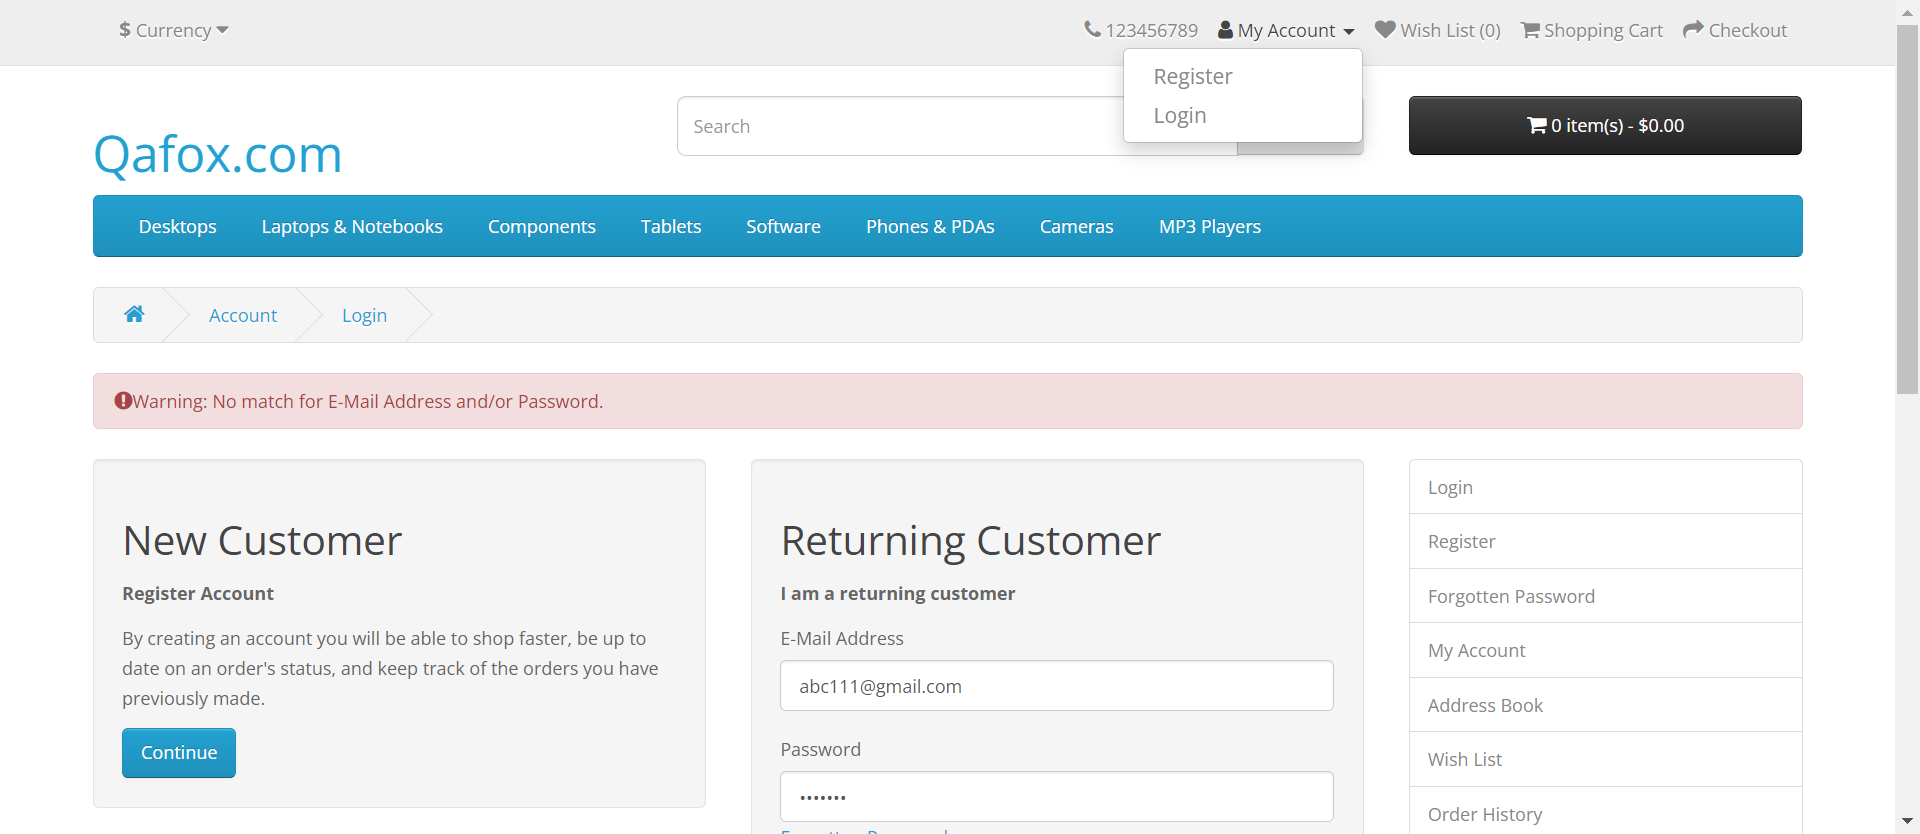 $ Currency
123456789 My Account Wish List (0) Shopping Cart Checkout
Register
Login
Qafox.com
Search
0 item(s) - $0.00
Desktops Laptops & Notebooks Components Tablets Software Phones & PDAs Cameras MP3 Players
Account Login
Warning: No match for E-Mail Address and/or Password.
New Customer
Register Account
By creating an account you will be able to shop faster, be up to
date on an order's status, and keep track of the orders you have
previously made.
Continue
Returning Customer
I am a returning customer
E-Mail Address
abc111@gmail.com
Password
•••••••
Login
Register
Forgotten Password
My Account
Address Book
Wish List
Order History